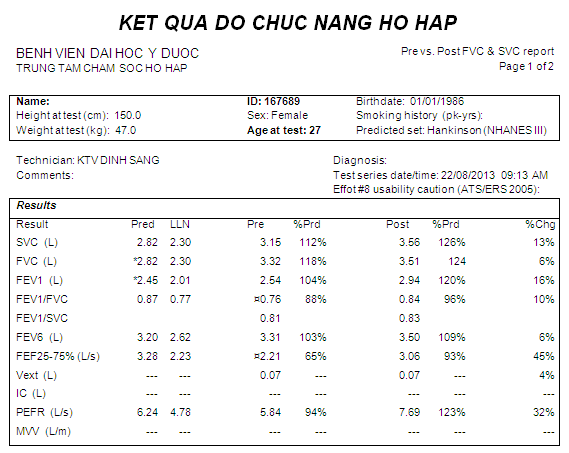 KET QUA DO CHUC NANG HO HAP
BENH VIEN DAI HOC Y DUOC
TRUNG TAM CHAM SOC HO HAP
Pre vs. Post FVC & SVC report
Page 1 of 2
Name: ID: 167689 Birthdate: 01/01/1986
Height at test (cm): 150.0 Sex: Female Smoking history (pk-yrs):
Weight at test (kg): 47.0 Age at test: 27 Predicted set: Hankinson (NHANES III)
Technician: KTV DINH SANG Diagnosis:
Comments: Test series date/time: 22/08/2013 09:13 AM
Effot #8 usability caution (ATS/ERS 2005):
Results
Result Pred LLN Pre %Prd Post %Prd %Chg
SVC (L) 2.82 2.30 3.15 112% 3.56 126% 13%
FVC (L) *2.82 2.30 3.32 118% 3.51 124 6%
FEV1 (L) *2.45 2.01 2.54 104% 2.94 120% 16%
FEV1/FVC 0.87 0.77 ¤0.76 88% 0.84 96% 10%
FEV1/SVC 0.81 0.83
FEV6 (L) 3.20 2.62 3.31 103% 3.50 109% 6%
FEF25-75% (L/s) 3.28 2.23 ¤2.21 65% 3.06 93% 45%
Vext (L) --- --- 0.07 --- 0.07 --- 4%
IC (L) --- --- --- --- --- --- ---
PEFR (L/s) 6.24 4.78 5.84 94% 7.69 123% 32%
MVV (L/m) --- --- --- --- --- --- ---